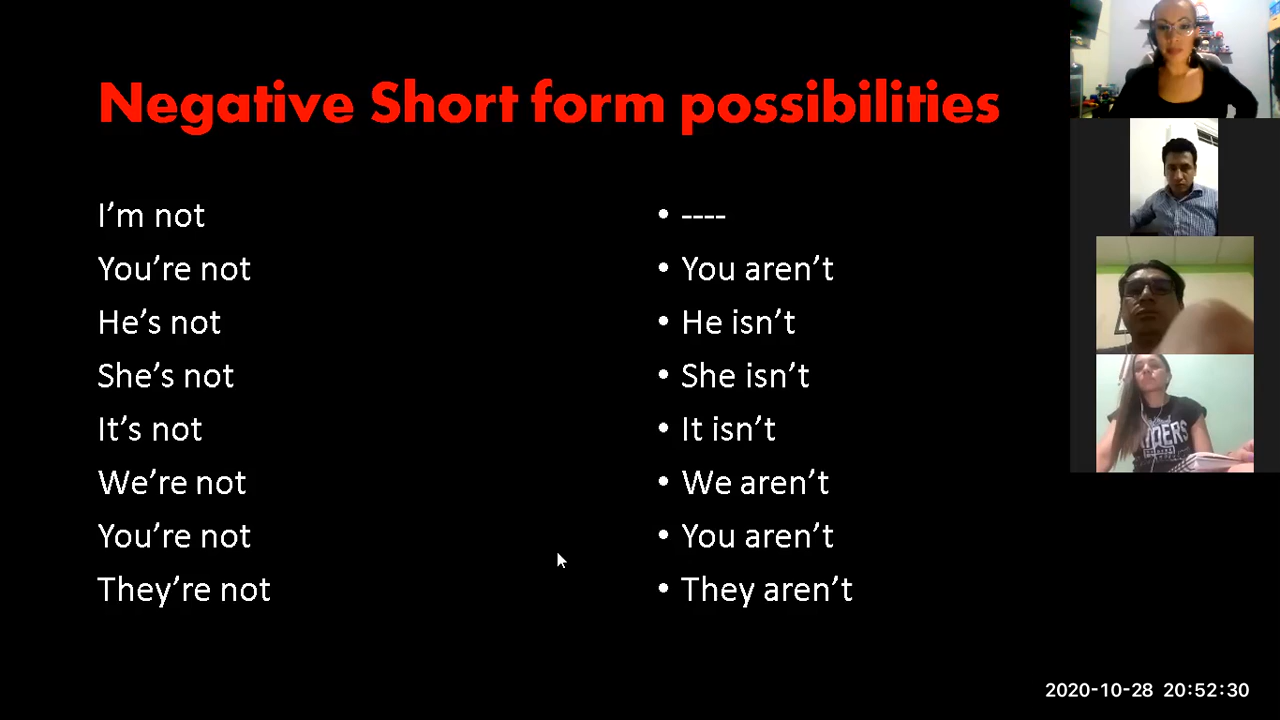 Negative Short form possibilities
I’m not
You’re not
He’s not
She’s not
It’s not
We’re not
You’re not
They’re not
• ----
• You aren’t
• He isn’t
• She isn’t
• It isn’t
• We aren’t
• You aren’t
• They aren’t
2020-10-28 20:52:30